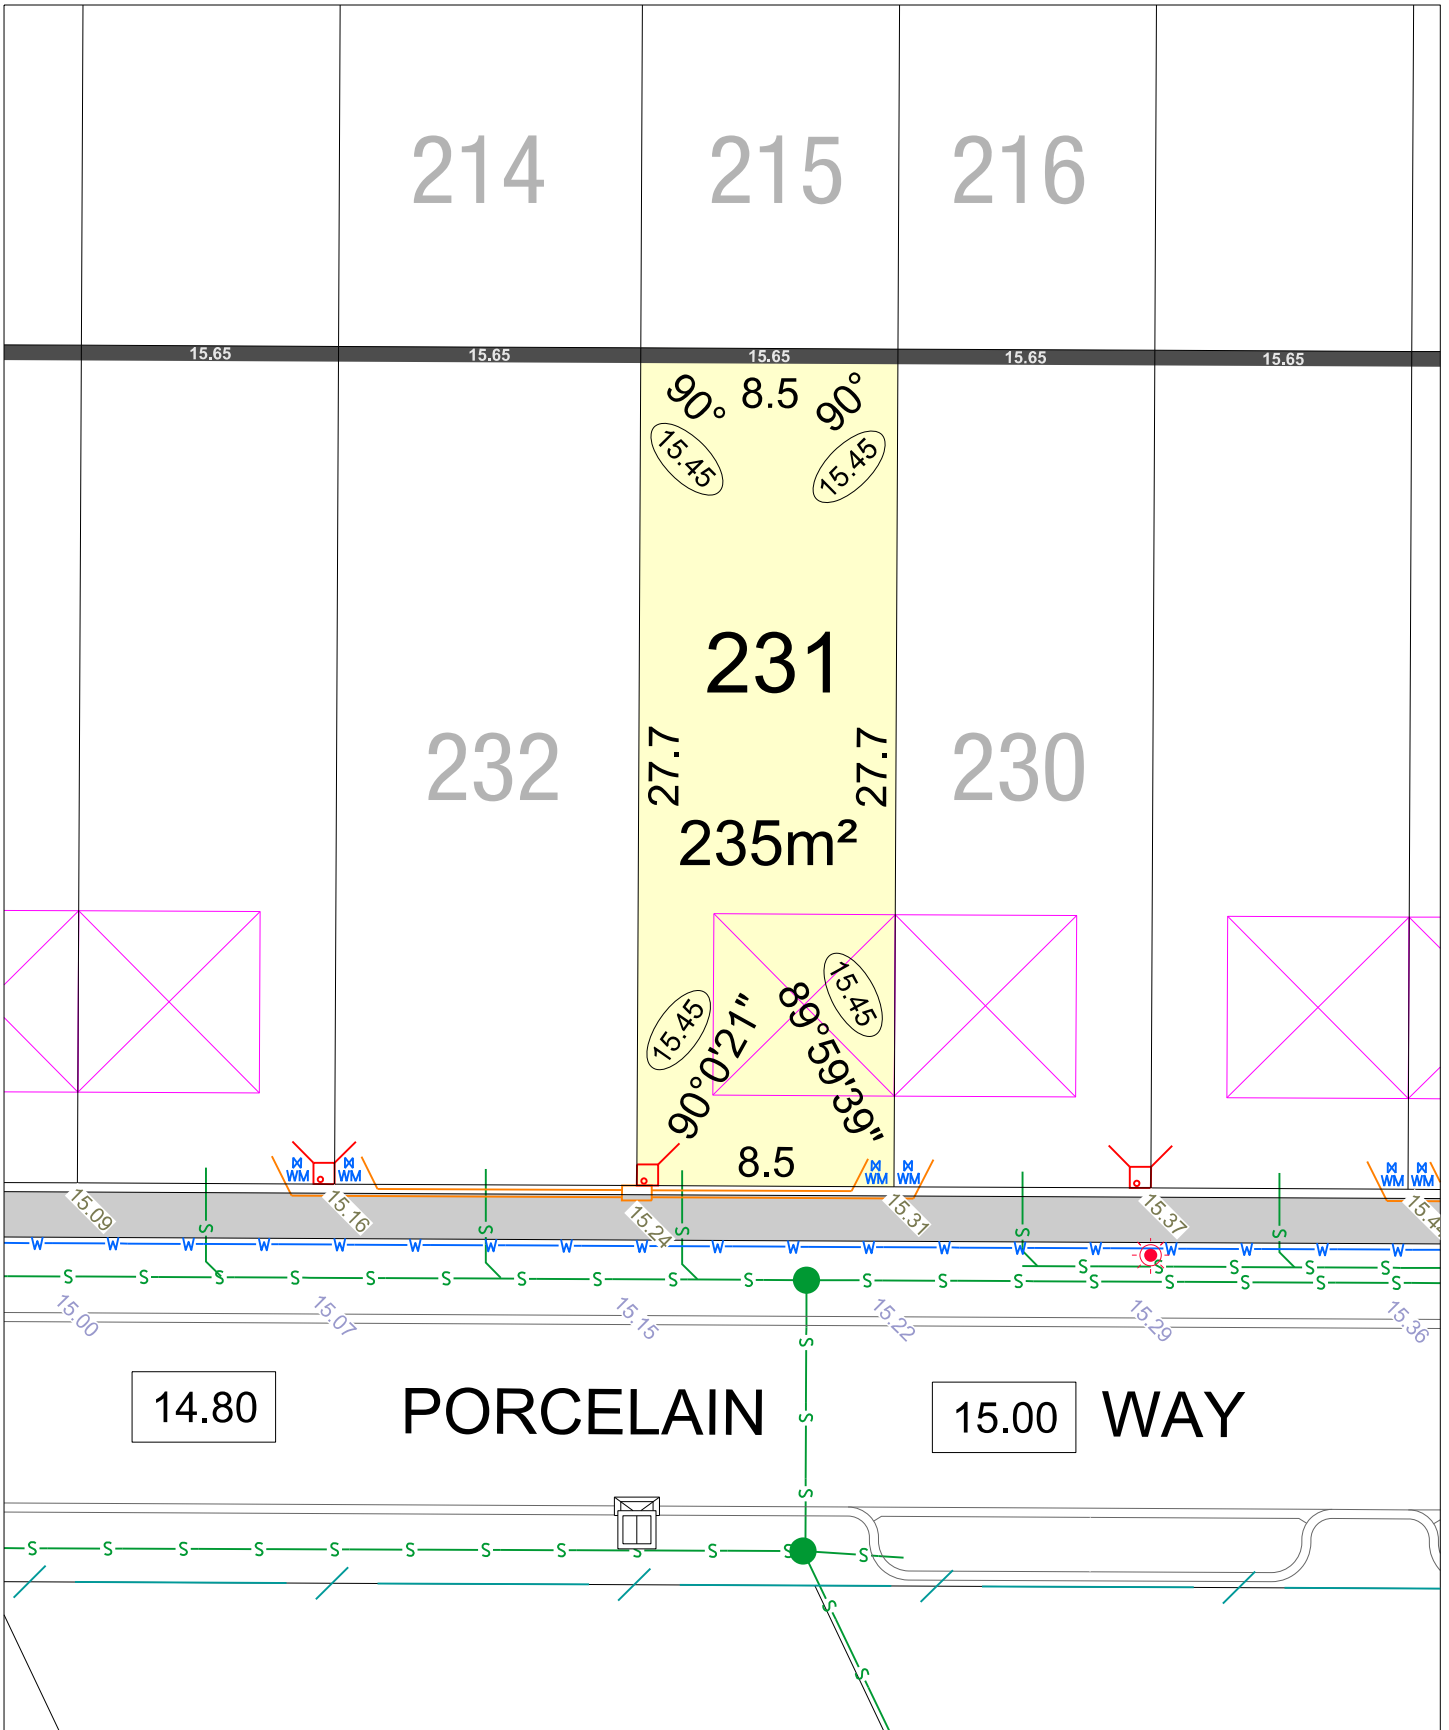 214 215 216
15.65 15.65 15.65 15.65 15.65
90° 8.5 90°
15.45 15.45
231
232 27.7 27.7 230
235m²
15.45 15.45
90°0'21" 89°59'39"
8.5
WM WM WM WM WM WM
15.09 15.16 15.24 15.31 15.37
S S S S S
W W W W W W W W W W W W W W W W W W W
S S S S S S S S S S S S S S S S S S S S S S
15.00 15.07 15.15 15.22 15.29 15.36
S
14.80 PORCELAIN 15.00 WAY
S
S
S S S S S S S S S S S S
S
S